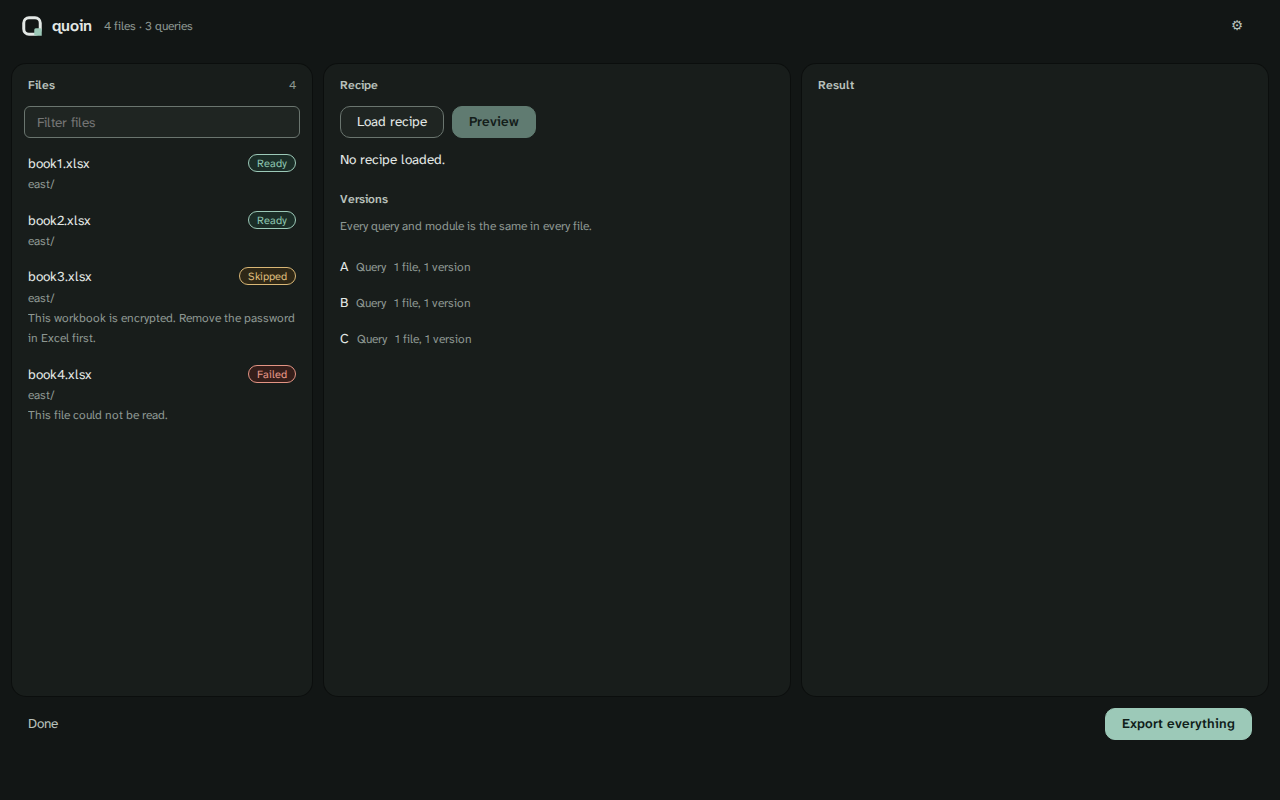 quoin 4 files · 3 queries
Files 4
Filter files
book1.xlsx Ready
east/
book2.xlsx Ready
east/
book3.xlsx Skipped
east/
This workbook is encrypted. Remove the password
in Excel first.
book4.xlsx Failed
east/
This file could not be read.
Recipe
Load recipe Preview
No recipe loaded.
Versions
Every query and module is the same in every file.
A Query 1 file, 1 version
B Query 1 file, 1 version
C Query 1 file, 1 version
Result
Done
Export everything